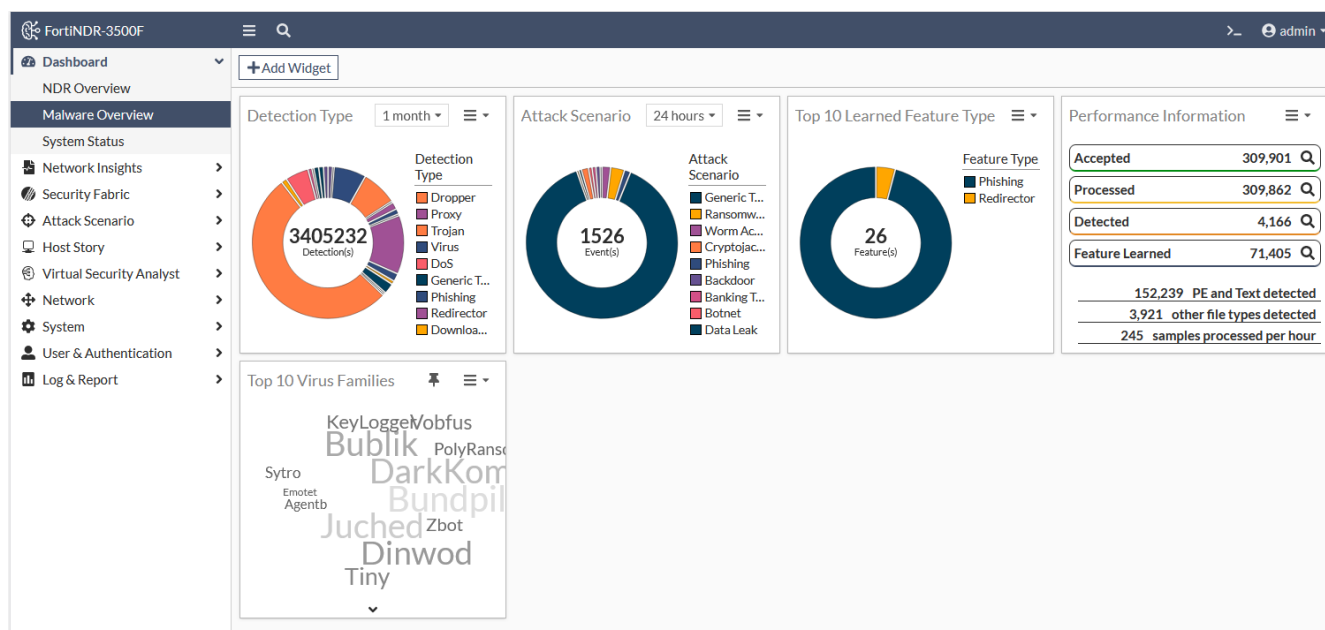 FortiNDR-3500F
>_ admin
Dashboard
NDR Overview
Malware Overview
System Status
Network Insights
Security Fabric
Attack Scenario
Host Story
Virtual Security Analyst
Network
System
User & Authentication
Log & Report
+Add Widget
Detection Type 1 month
3405232
Detection(s)
Detection
Type
Dropper
Proxy
Trojan
Virus
DoS
Generic T...
Phishing
Redirector
Downloa...
Attack Scenario 24 hours
1526
Event(s)
Attack
Scenario
Generic T...
Ransomw...
Worm Ac...
Cryptojac...
Phishing
Backdoor
Banking T...
Botnet
Data Leak
Top 10 Learned Feature Type
26
Feature(s)
Feature Type
Phishing
Redirector
Performance Information
Accepted 309,901
Processed 309,862
Detected 4,166
Feature Learned 71,405
152,239 PE and Text detected
3,921 other file types detected
245 samples processed per hour
Top 10 Virus Families
KeyLogger Vobfus
Bublik PolyRanso
Sytro DarkKom
Emotet Bundpil
Agentb
Juched Zbot
Dinwod
Tiny